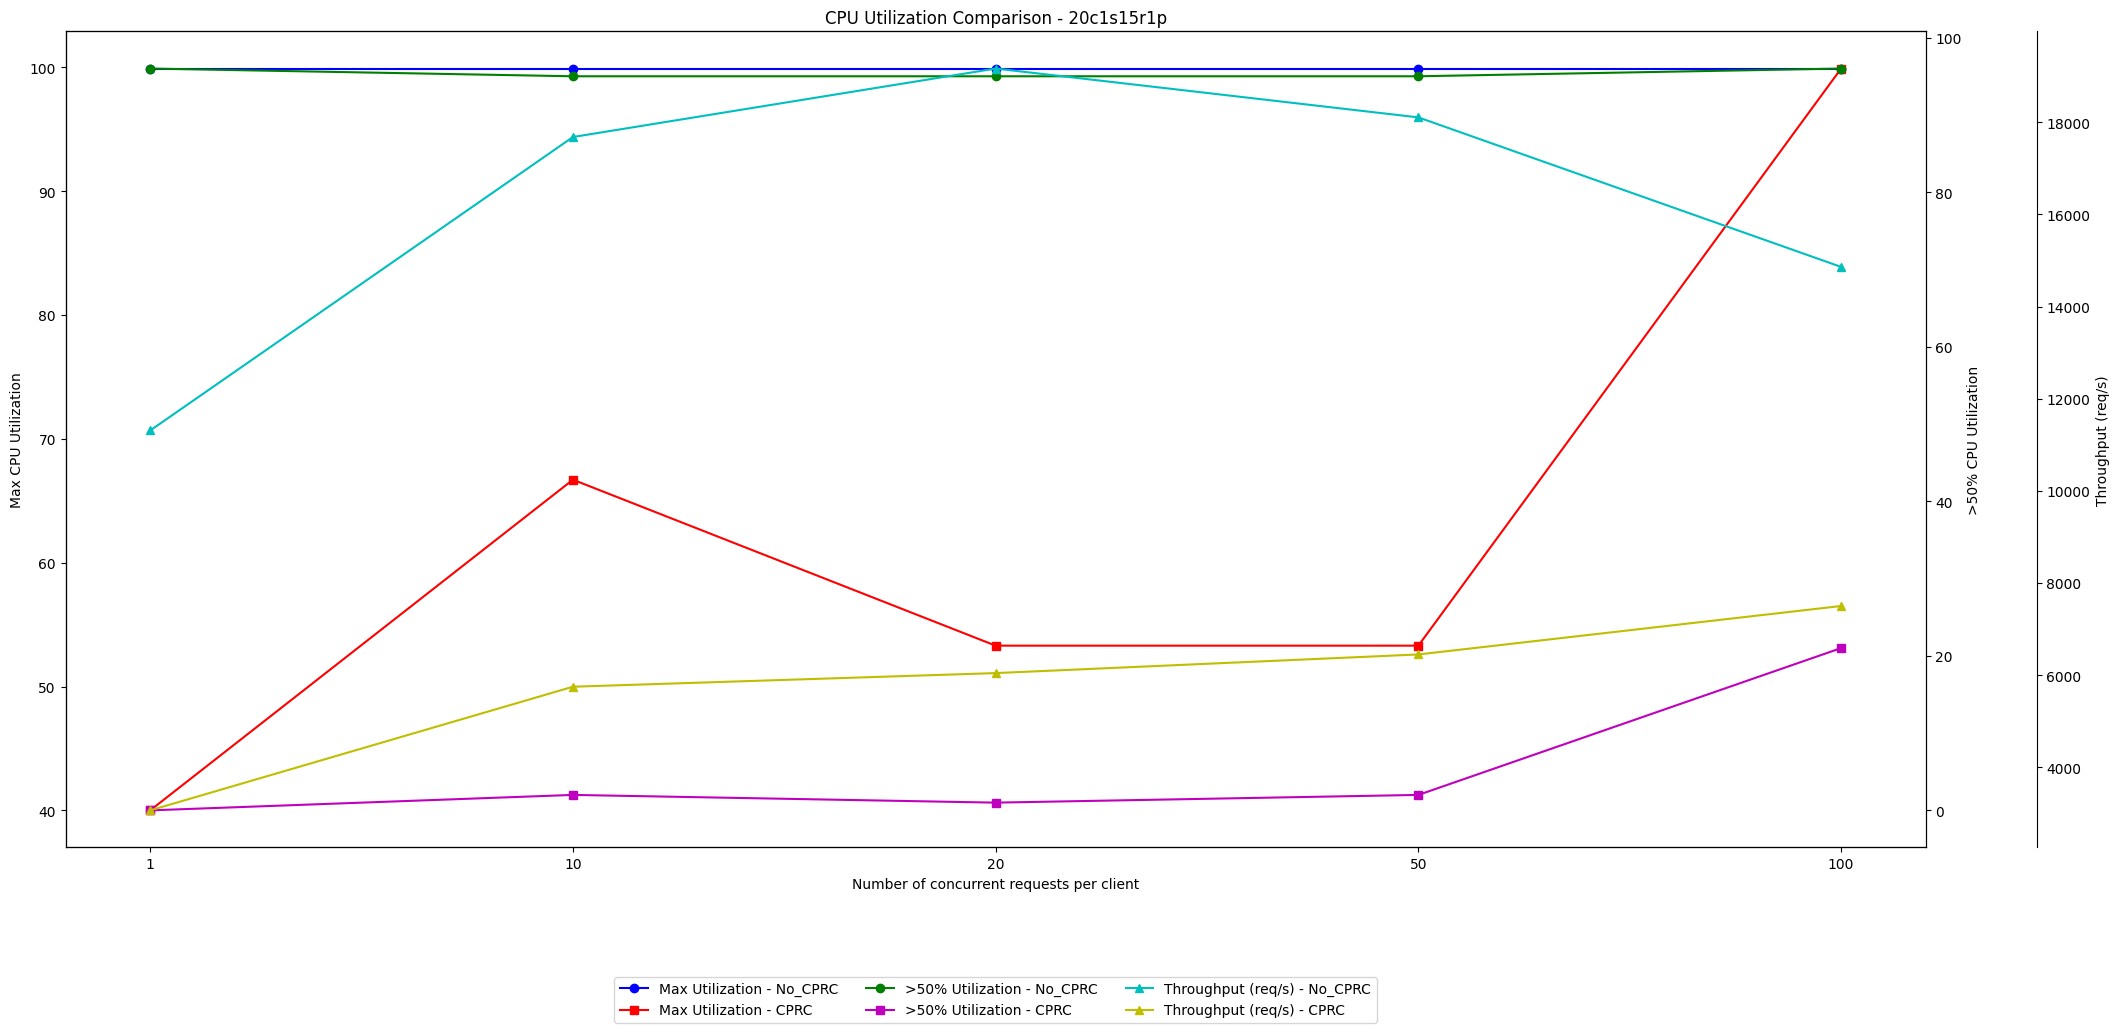 CPU Utilization Comparison - 20c1s15r1p
100
90
80
70
60
50
40
Max CPU Utilization
100
80
60
40
20
0
>50% CPU Utilization
18000
16000
14000
12000
10000
8000
6000
4000
Throughput (req/s)
1 10 20 50 100
Number of concurrent requests per client
Max Utilization - No_CPRC >50% Utilization - No_CPRC Throughput (req/s) - No_CPRC
Max Utilization - CPRC >50% Utilization - CPRC Throughput (req/s) - CPRC